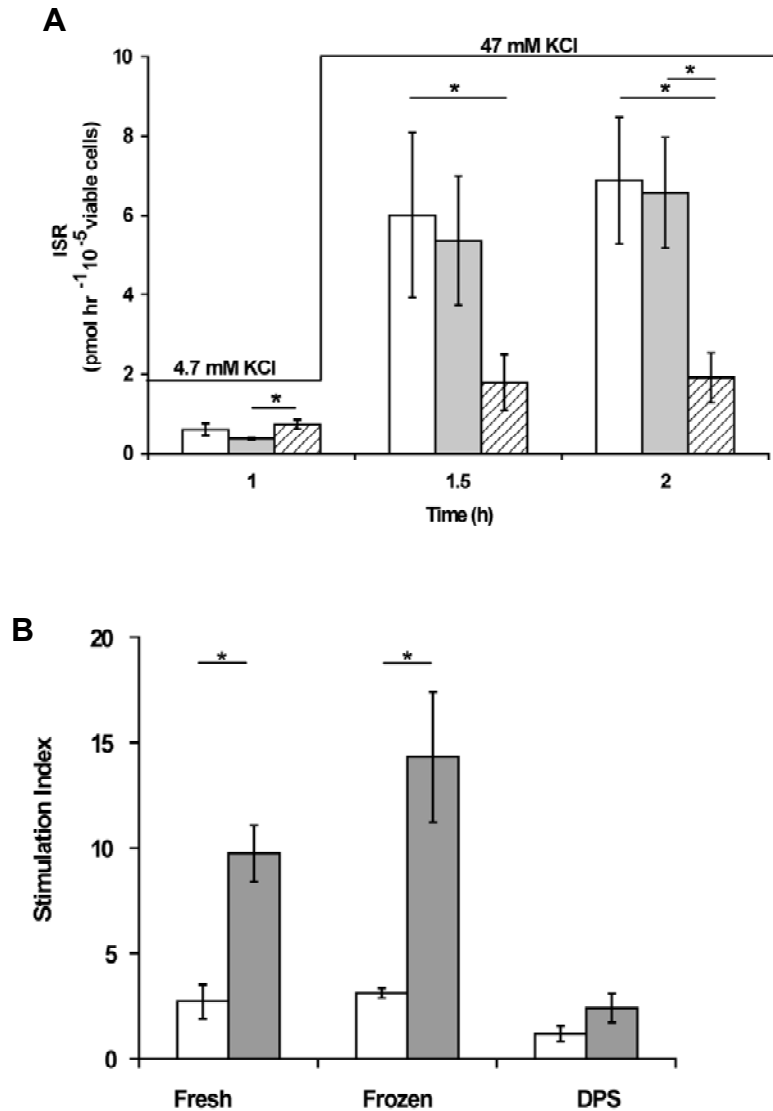 A
47 mM KCl
10
*
*
*
8
6
4
4.7 mM KCl
2
*
0
ISR
(pmol hr -1 10 -5 viable cells)
1
1.5
2
Time (h)
B
20
*
*
15
10
5
0
Stimulation Index
Fresh
Frozen
DPS